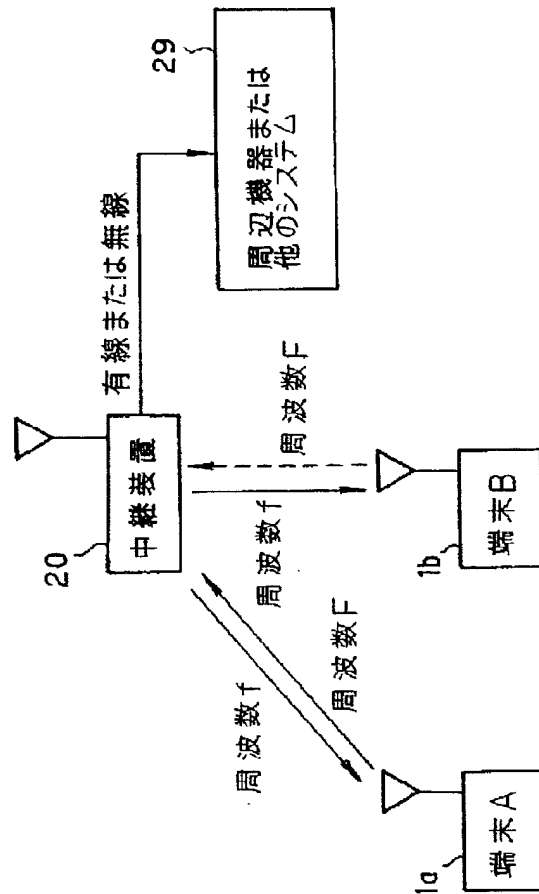 20
中継装置
有線または無線
29
周辺機器または
他のシステム
周波数f
周波数F
周波数f
周波数F
1a
端末A
1b
端末B